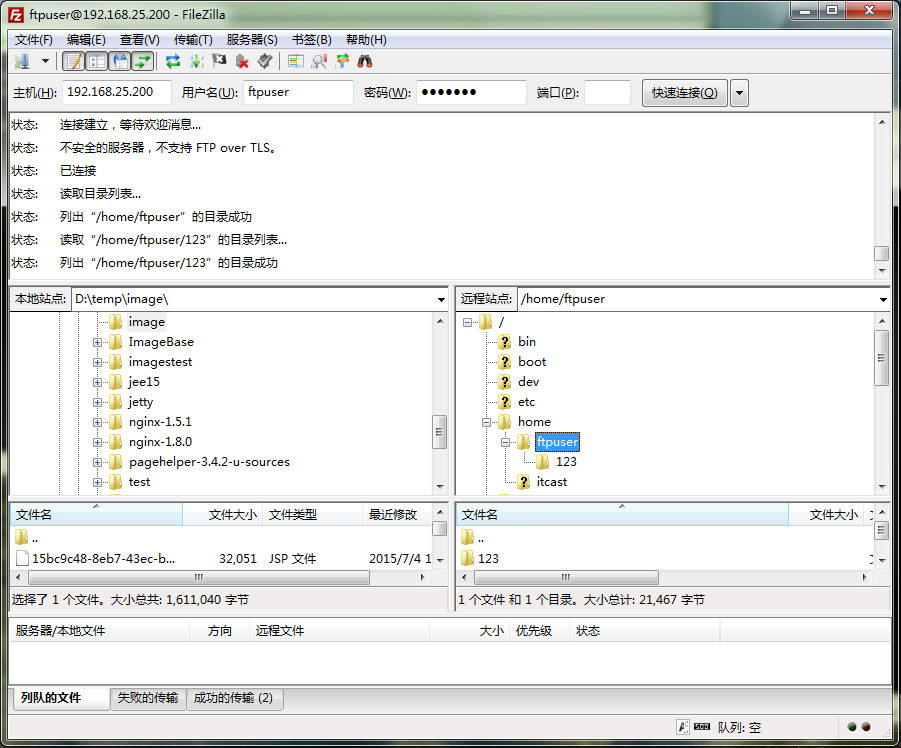 ftpuser@192.168.25.200 - FileZilla
文件(F) 编辑(E) 查看(V) 传输(T) 服务器(S) 书签(B) 帮助(H)
主机(H): 192.168.25.200 用户名(U): ftpuser 密码(W): ●●●●●●● 端口(P): 快速连接(Q)
状态: 连接建立，等待欢迎消息...
状态: 不安全的服务器，不支持 FTP over TLS。
状态: 已连接
状态: 读取目录列表...
状态: 列出“/home/ftpuser”的目录成功
状态: 读取“/home/ftpuser/123”的目录列表...
状态: 列出“/home/ftpuser/123”的目录成功
本地站点: D:\temp\image\
image
ImageBase
imagestest
jee15
jetty
nginx-1.5.1
nginx-1.8.0
pagehelper-3.4.2-u-sources
test
远程站点: /home/ftpuser
/
bin
boot
dev
etc
home
ftpuser
123
itcast
文件名 文件大小 文件类型 最近修改
..
15bc9c48-8eb7-43ec-b... 32,051 JSP 文件 2015/7/4 1
选择了 1 个文件。大小总共: 1,611,040 字节
文件名 文件大小
..
123
1 个文件 和 1 个目录。大小总计: 21,467 字节
服务器/本地文件 方向 远程文件 大小 优先级 状态
列队的文件 失败的传输 成功的传输 (2)
队列: 空